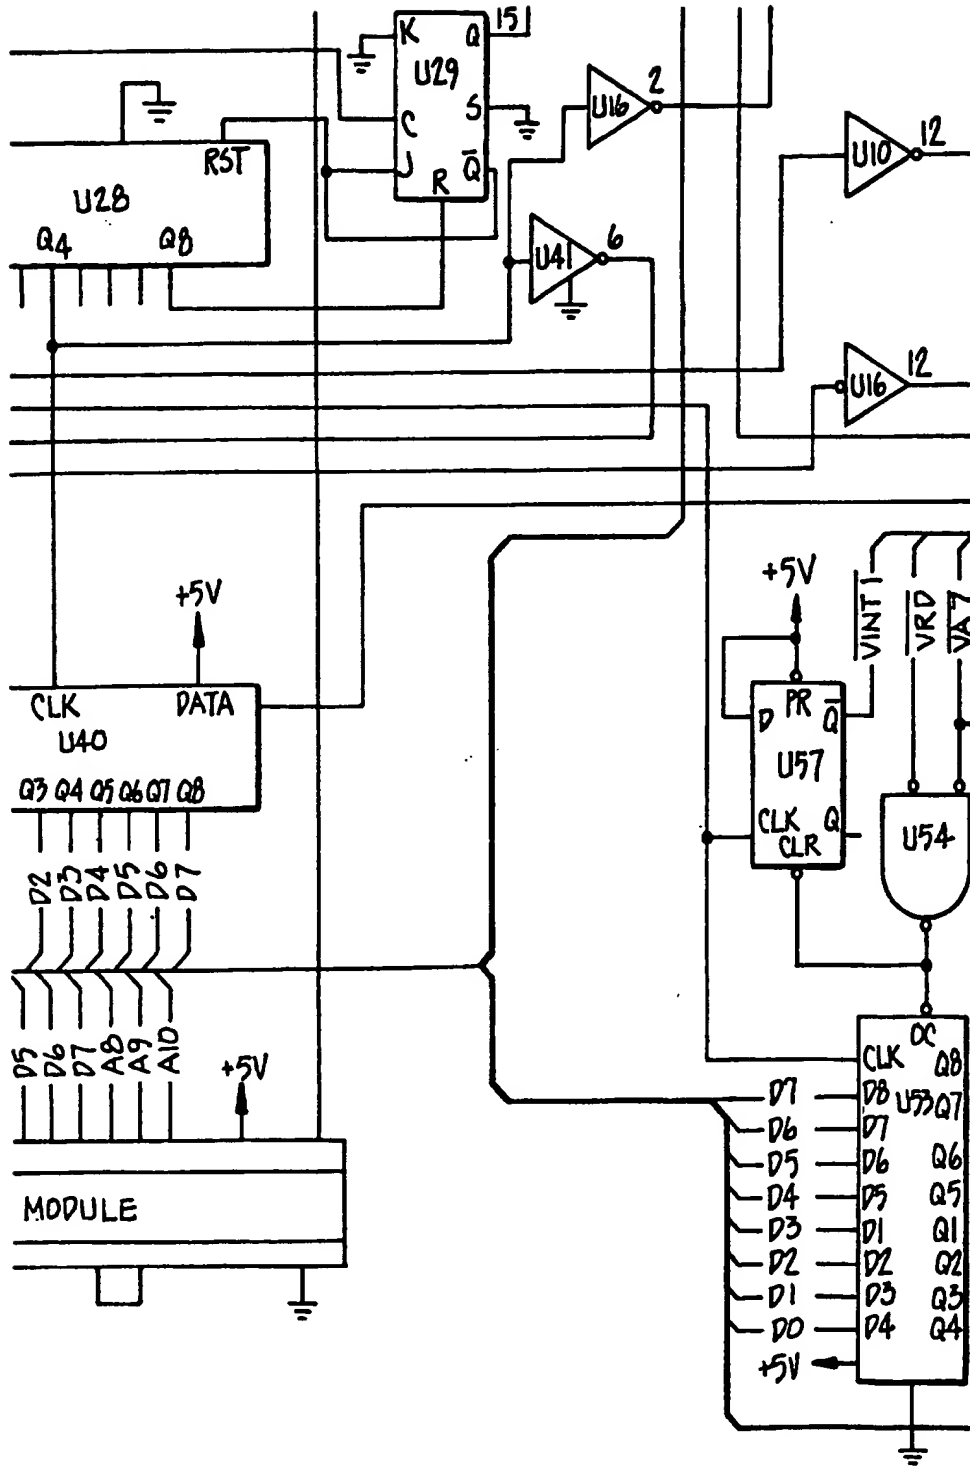 K Q 15
U29
C S
J Q
R
RST
U28
Q4 Q8
U16 2
U10 12
U41 6
U16 12
+5V
CLK DATA
U40
Q3 Q4 Q5 Q6 Q7 Q8
D2 D3 D4 D5 D6 D7
D5 D6 D7 A8 A9 A10
+5V
MODULE
+5V
VINT1 VRD VA7
PR
D Q
U57
CLK Q
CLR
U54
OC
CLK Q8
D7 D8 U53 Q7
D6 D7
D5 D6 Q6
D4 D5 Q5
D3 D1 Q1
D2 D2 Q2
D1 D3 Q3
D0 D4 Q4
+5V